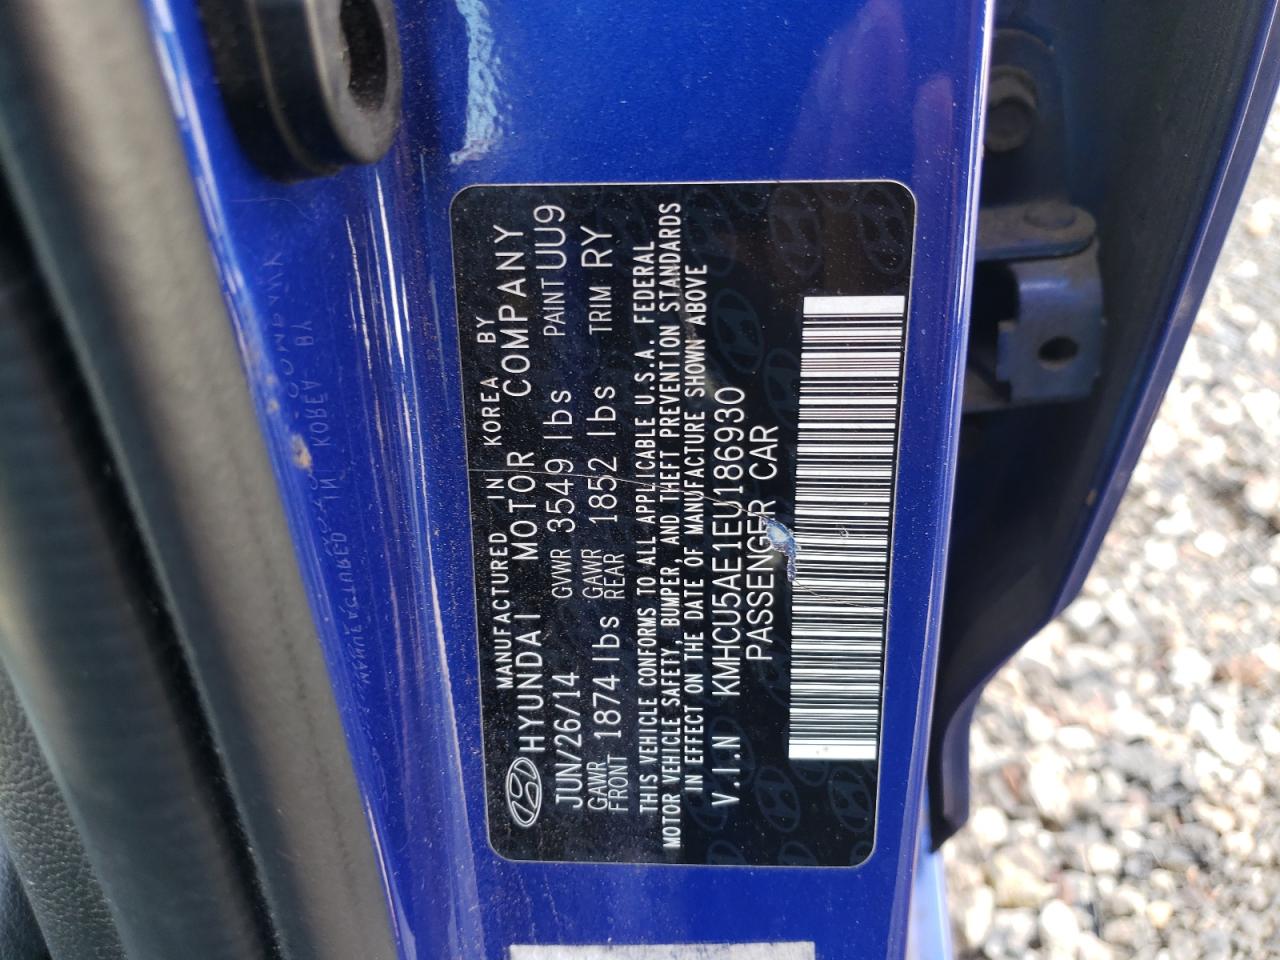 MANUFACTURED IN KOREA BY
HYUNDAI MOTOR COMPANY
JUN/26/14 GVWR 3549 lbs PAINT UU9
GAWR FRONT 1874 lbs GAWR REAR 1852 lbs TRIM RY
THIS VEHICLE CONFORMS TO ALL APPLICABLE U.S.A. FEDERAL
MOTOR VEHICLE SAFETY, BUMPER, AND THEFT PREVENTION STANDARDS
IN EFFECT ON THE DATE OF MANUFACTURE SHOWN ABOVE
V.I.N KMHCU5AE1EU186930
PASSENGER CAR